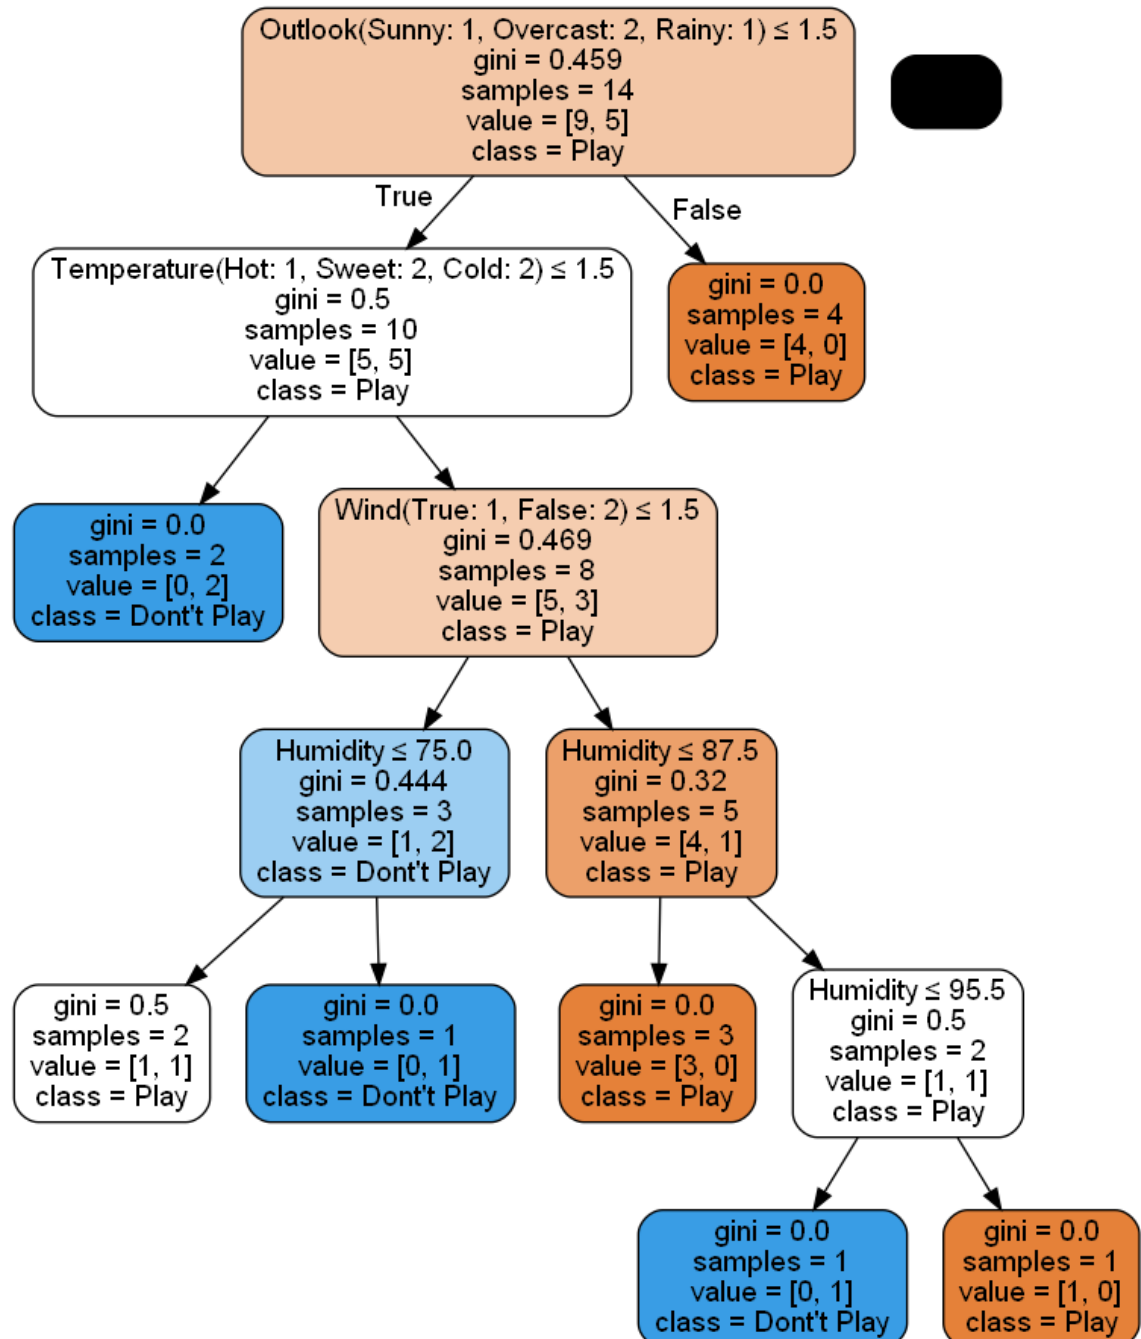 Outlook(Sunny: 1, Overcast: 2, Rainy: 1) ≤ 1.5
gini = 0.459
samples = 14
value = [9, 5]
class = Play
True
False
Temperature(Hot: 1, Sweet: 2, Cold: 2) ≤ 1.5
gini = 0.5
samples = 10
value = [5, 5]
class = Play
gini = 0.0
samples = 4
value = [4, 0]
class = Play
gini = 0.0
samples = 2
value = [0, 2]
class = Dont't Play
Wind(True: 1, False: 2) ≤ 1.5
gini = 0.469
samples = 8
value = [5, 3]
class = Play
Humidity ≤ 75.0
gini = 0.444
samples = 3
value = [1, 2]
class = Dont't Play
Humidity ≤ 87.5
gini = 0.32
samples = 5
value = [4, 1]
class = Play
gini = 0.5
samples = 2
value = [1, 1]
class = Play
gini = 0.0
samples = 1
value = [0, 1]
class = Dont't Play
gini = 0.0
samples = 3
value = [3, 0]
class = Play
Humidity ≤ 95.5
gini = 0.5
samples = 2
value = [1, 1]
class = Play
gini = 0.0
samples = 1
value = [0, 1]
class = Dont't Play
gini = 0.0
samples = 1
value = [1, 0]
class = Play